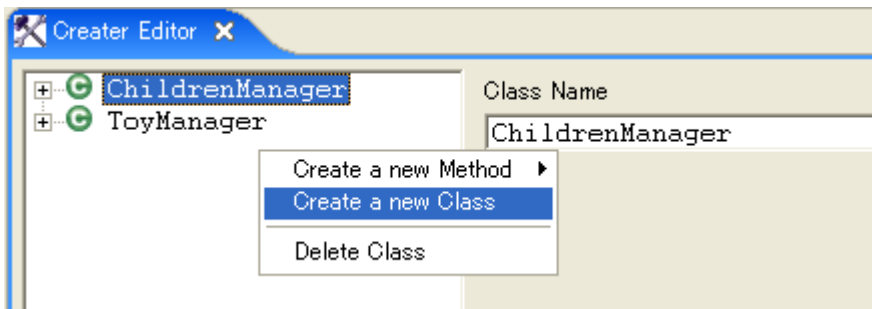 Creater Editor
ChildrenManager
ToyManager
Class Name
ChildrenManager
Create a new Method
Create a new Class
Delete Class